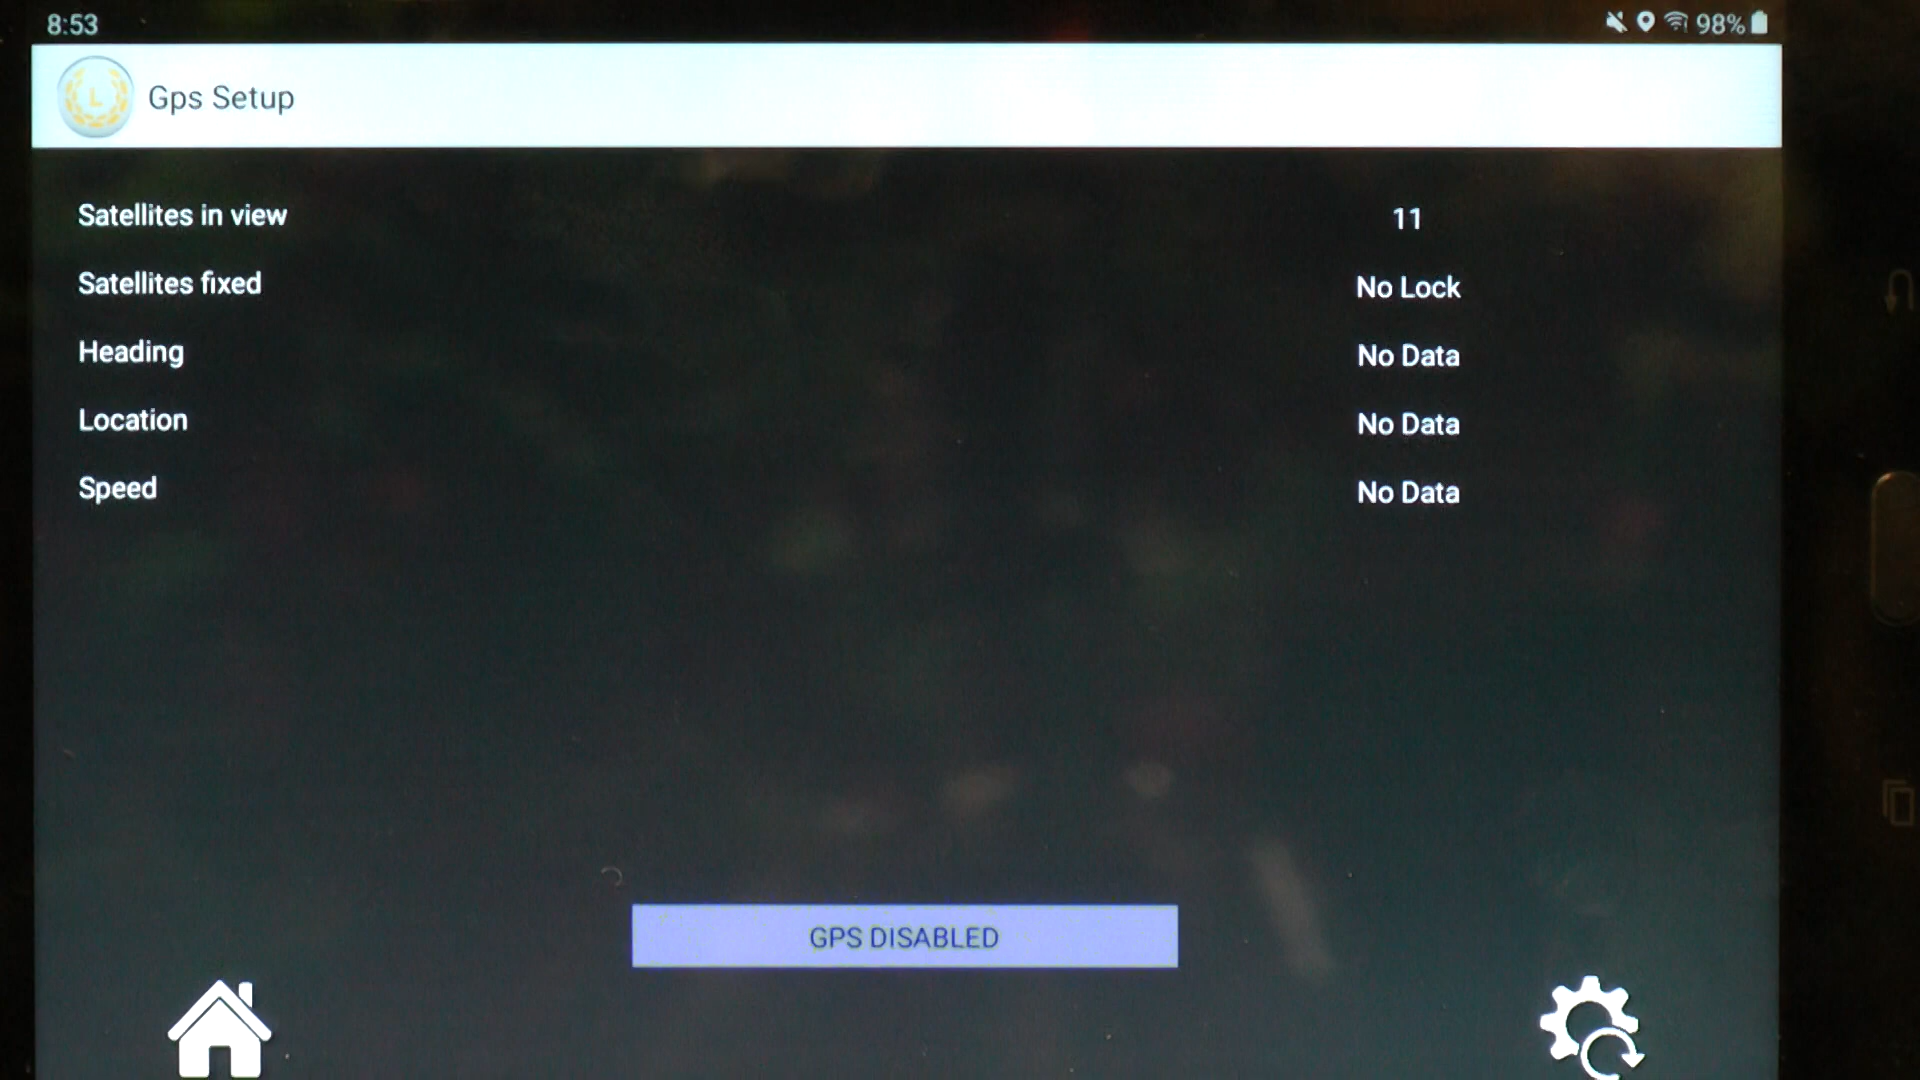 8:53
98%
L
Gps Setup
Satellites in view
11
Satellites fixed
No Lock
Heading
No Data
Location
No Data
Speed
No Data
GPS DISABLED